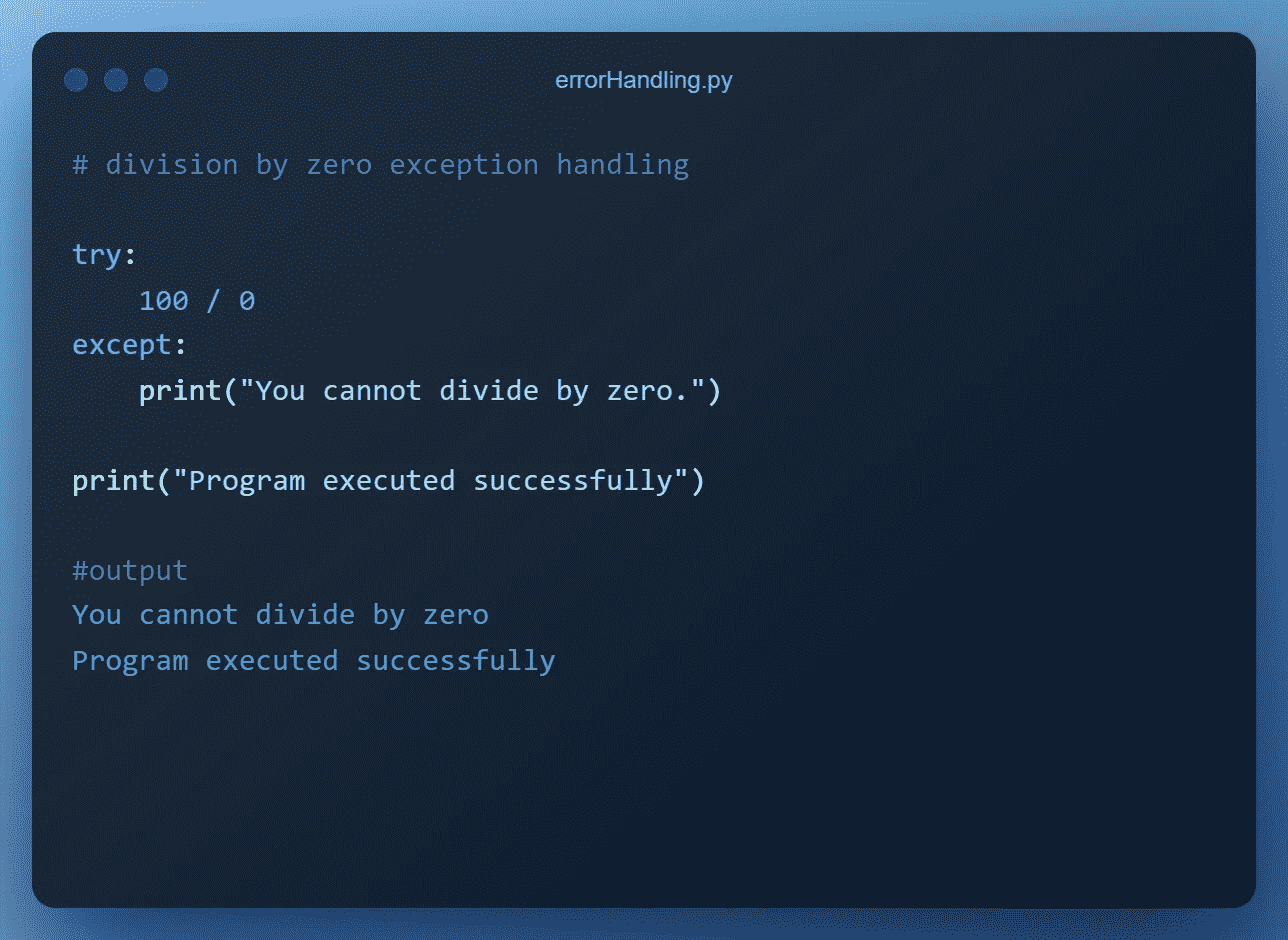 errorHandling.py
# division by zero exception handling
try:
    100 / 0
except:
    print("You cannot divide by zero.")
print("Program executed successfully")
#output
You cannot divide by zero
Program executed successfully